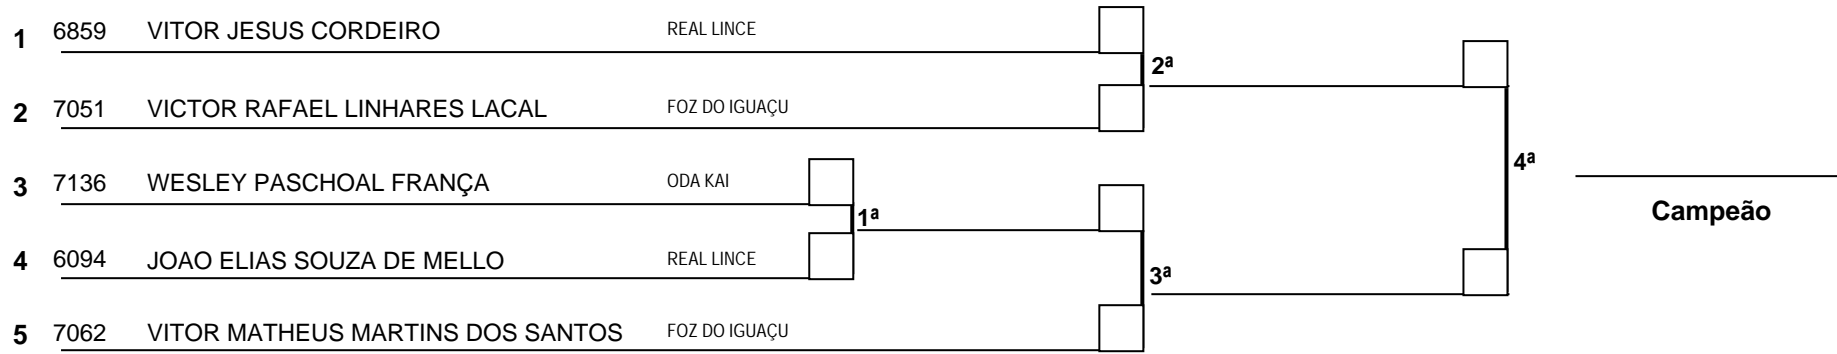 1 6859 VITOR JESUS CORDEIRO REAL LINCE
2ª
2 7051 VICTOR RAFAEL LINHARES LACAL FOZ DO IGUAÇU
4ª
3 7136 WESLEY PASCHOAL FRANÇA ODA KAI
Campeão
1ª
4 6094 JOAO ELIAS SOUZA DE MELLO REAL LINCE
3ª
5 7062 VITOR MATHEUS MARTINS DOS SANTOS FOZ DO IGUAÇU